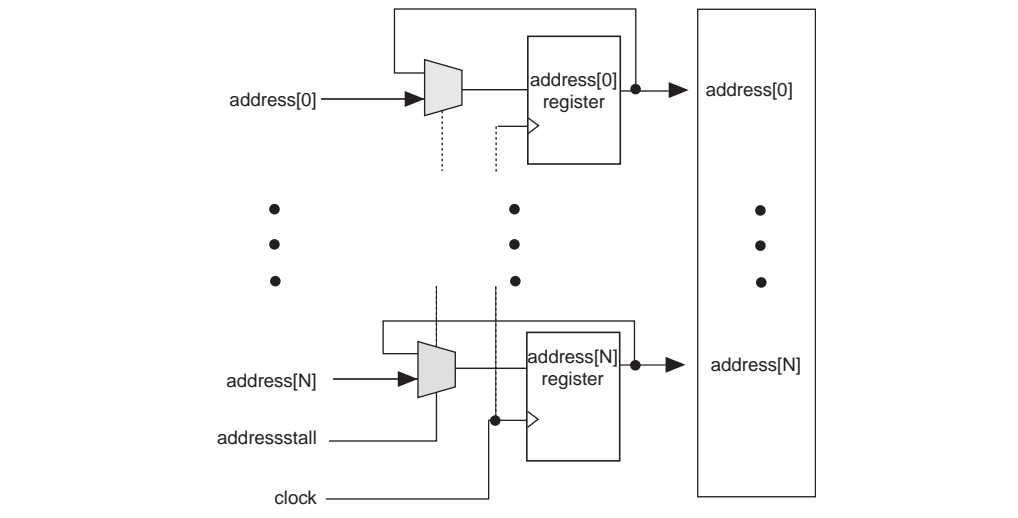 address[0]
address[0]
register
address[0]
address[N]
address[N]
register
address[N]
addressstall
clock